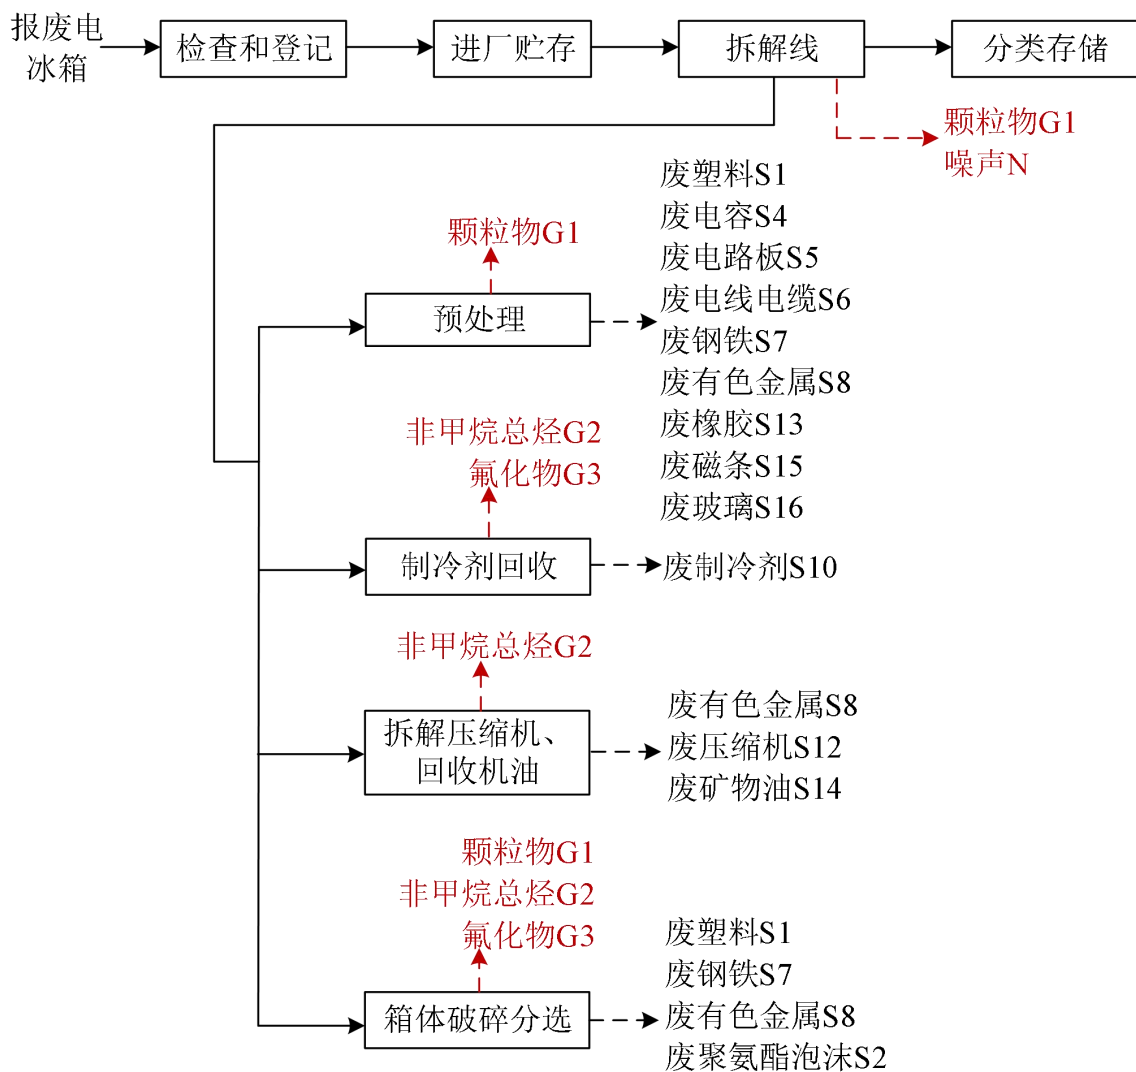 报废电
冰箱
检查和登记
进厂贮存
拆解线
分类存储
颗粒物G1
噪声N
颗粒物G1
预处理
废塑料S1
废电容S4
废电路板S5
废电线电缆S6
废钢铁S7
废有色金属S8
废橡胶S13
废磁条S15
废玻璃S16
非甲烷总烃G2
氟化物G3
制冷剂回收
废制冷剂S10
非甲烷总烃G2
拆解压缩机、
回收机油
废有色金属S8
废压缩机S12
废矿物油S14
颗粒物G1
非甲烷总烃G2
氟化物G3
箱体破碎分选
废塑料S1
废钢铁S7
废有色金属S8
废聚氨酯泡沫S2